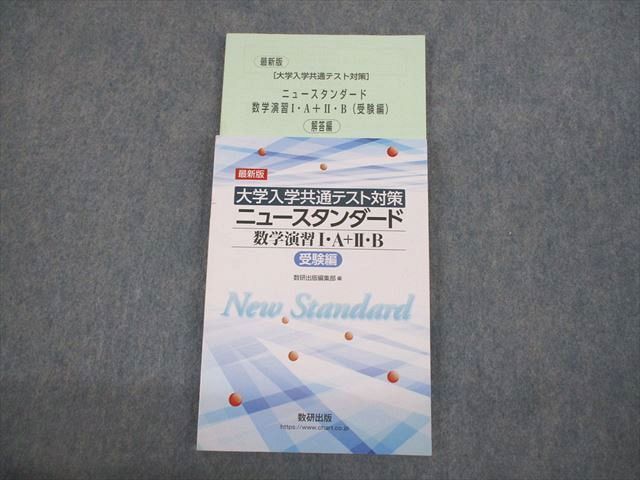 最新版
[大学入学共通テスト対策]
ニュースタンダード
数学演習Ⅰ・A+Ⅱ・B(受験編)
解答編
最新版
大学入学共通テスト対策
ニュースタンダード
数学演習Ⅰ・A+Ⅱ・B
受験編
数研出版編集部 編
New Standard
数研出版
https://www.chart.co.jp